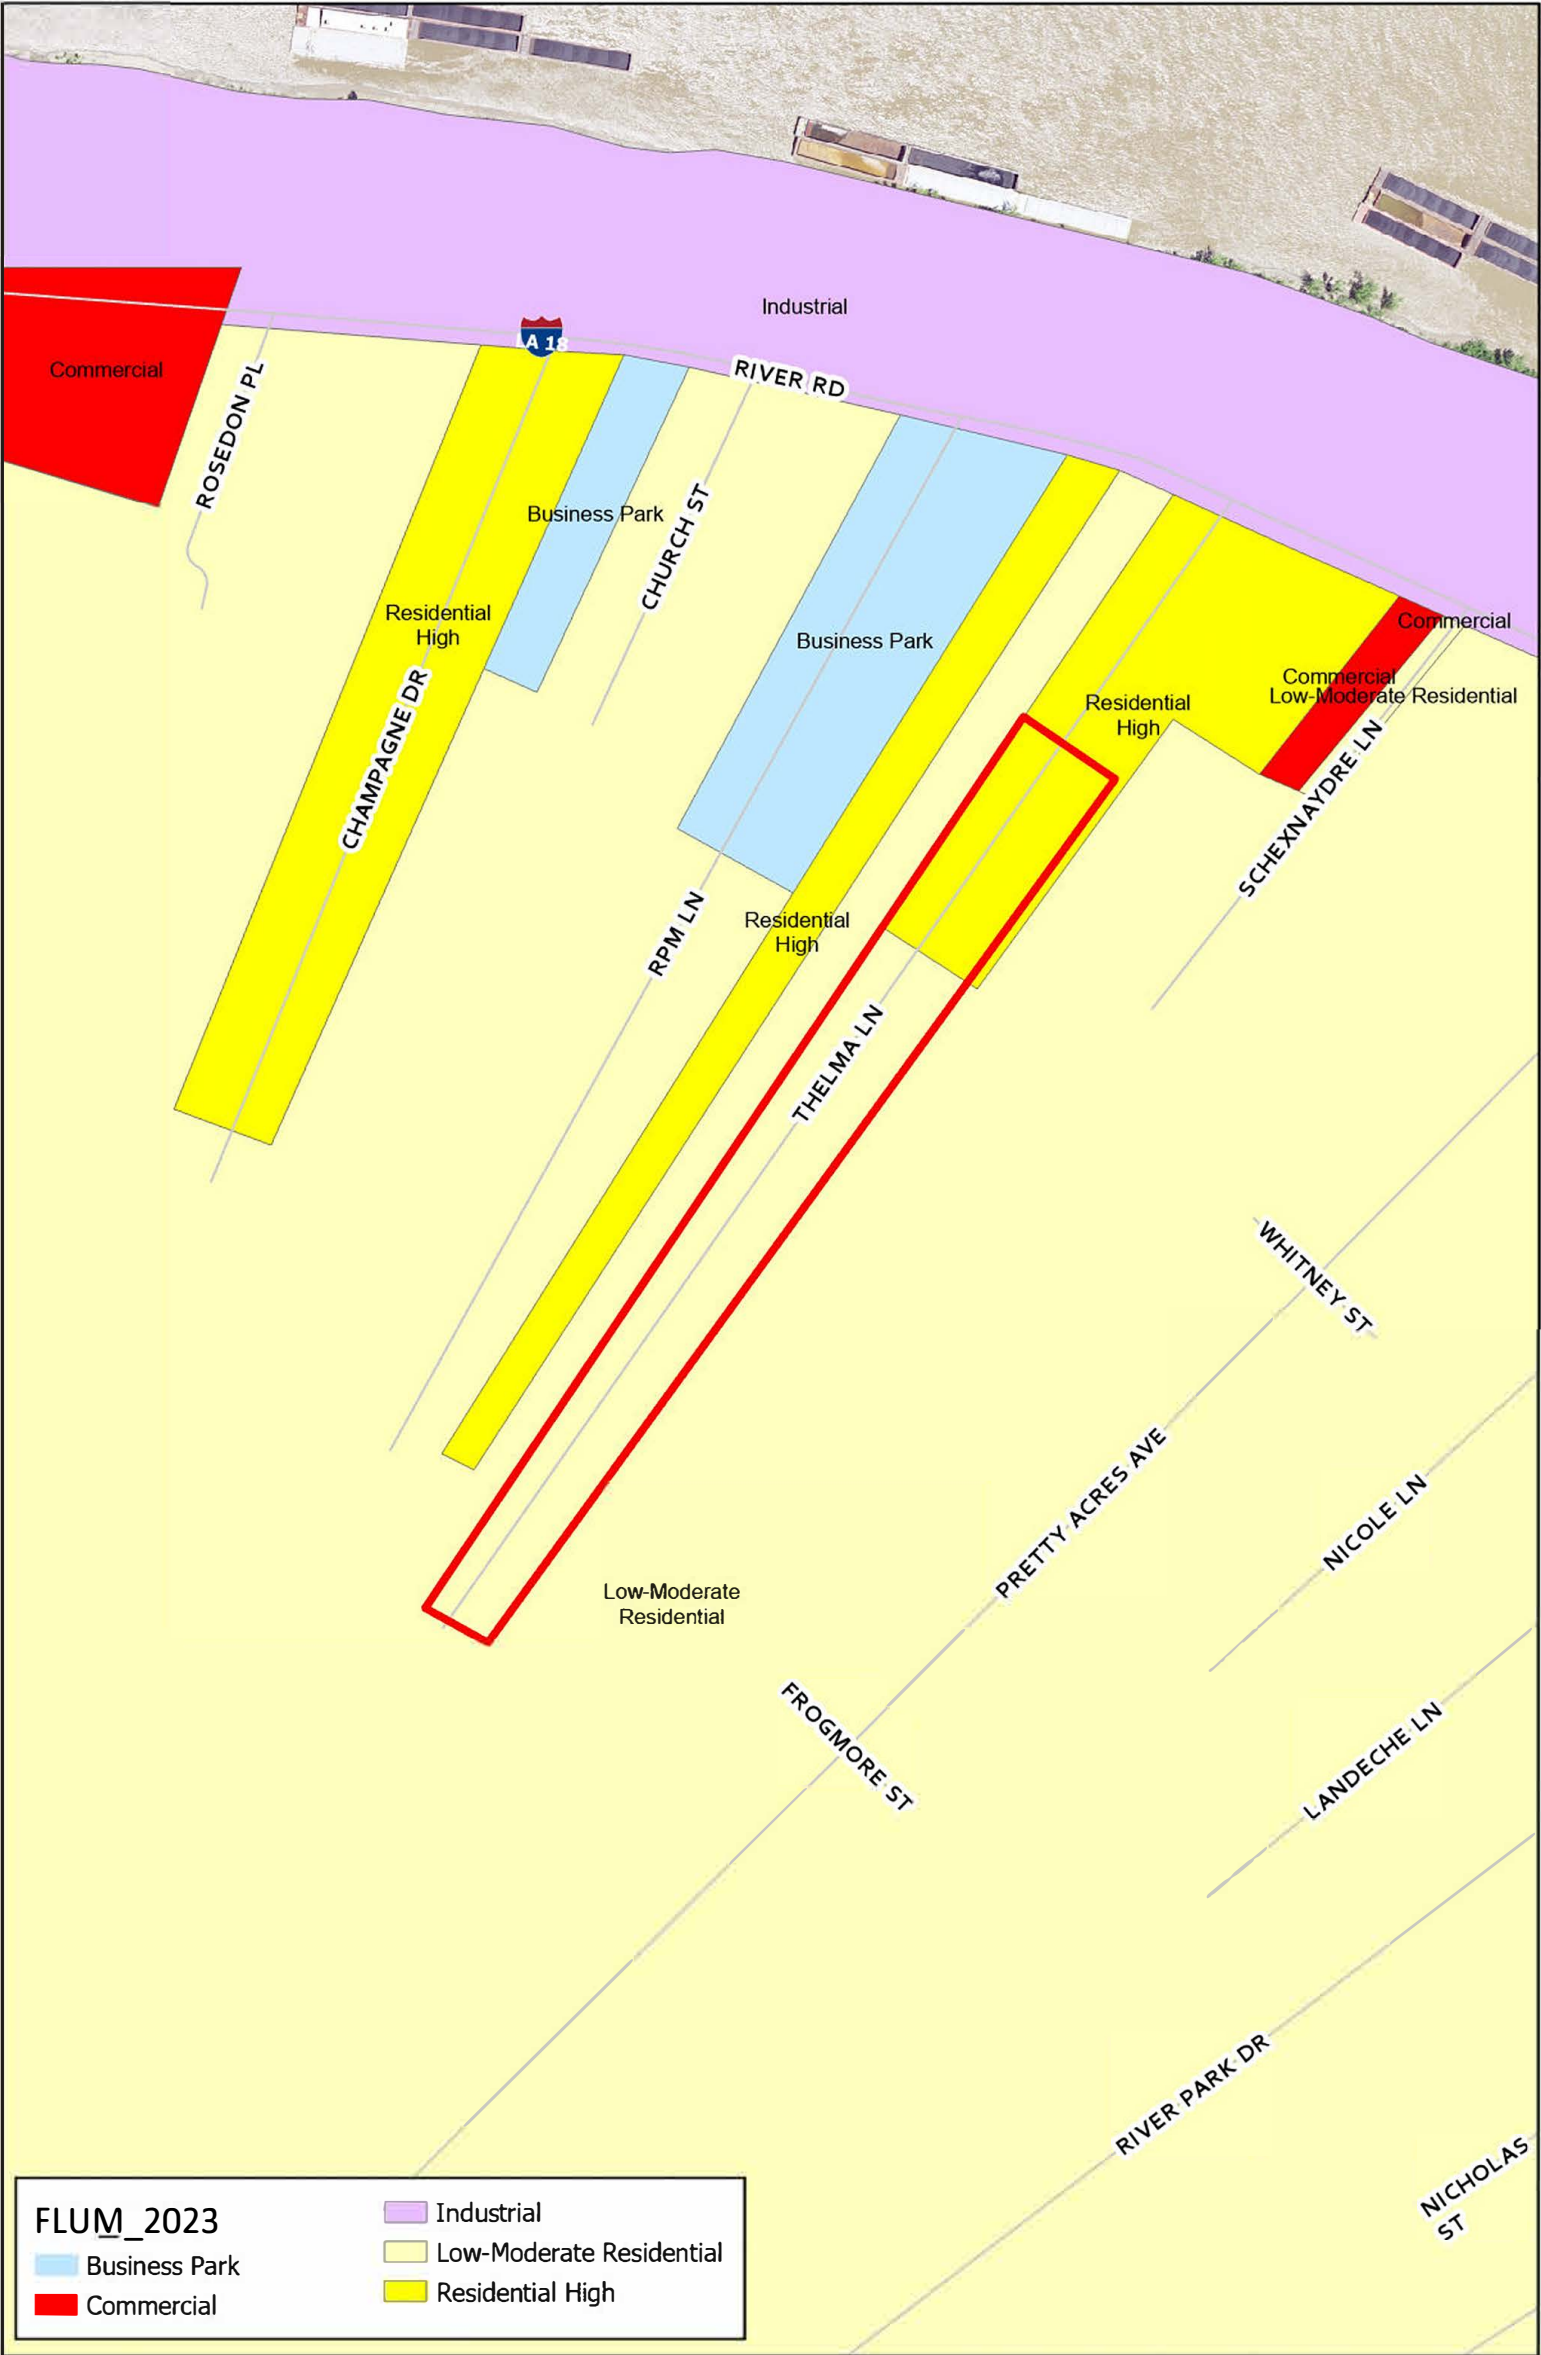 Industrial
LA 18
RIVER RD
Commercial
ROSEDON PL
Business Park
CHURCH ST
Residential
High
CHAMPAGNE DR
Business Park
Commercial
Commercial
Low-Moderate Residential
Residential
High
SCHEXNAYDRE LN
Residential
High
RPM LN
THELMA LN
WHITNEY ST
PRETTY ACRES AVE
NICOLE LN
Low-Moderate
Residential
FROGMORE ST
LANDECHE LN
RIVER PARK DR
NICHOLAS
ST
FLUM_2023
Business Park
Commercial
Industrial
Low-Moderate Residential
Residential High